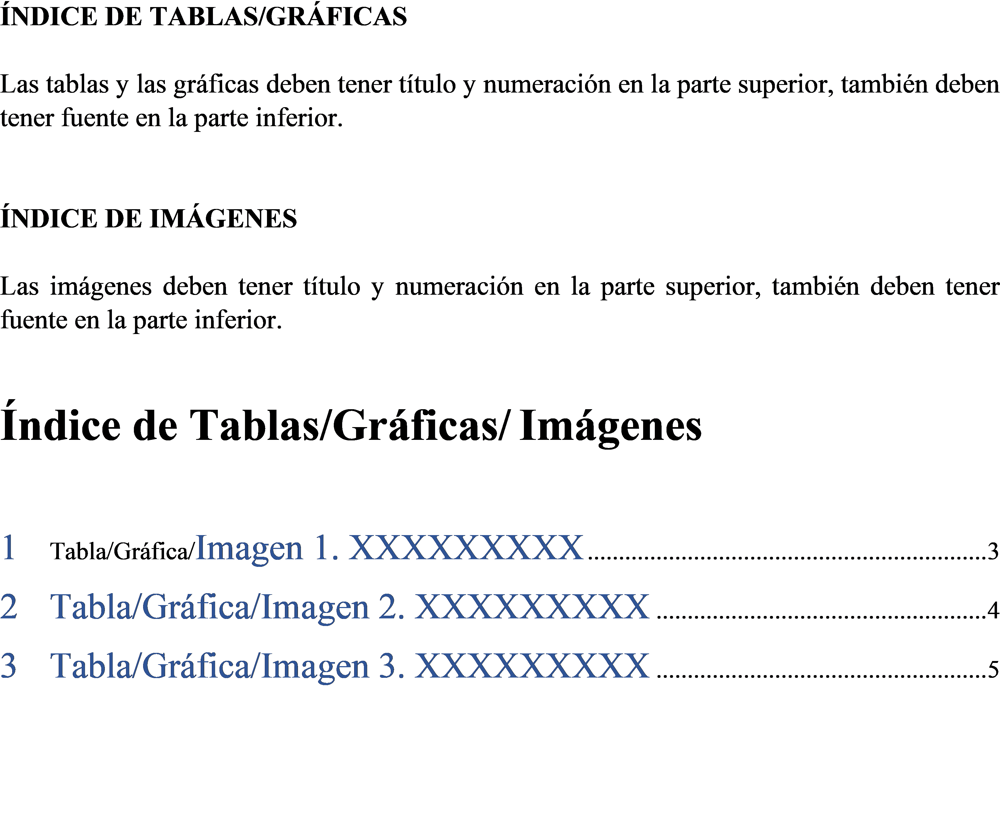 ÍNDICE DE TABLAS/GRÁFICAS
Las tablas y las gráficas deben tener título y numeración en la parte superior, también deben
tener fuente en la parte inferior.
ÍNDICE DE IMÁGENES
Las imágenes deben tener título y numeración en la parte superior, también deben tener
fuente en la parte inferior.
Índice de Tablas/Gráficas/ Imágenes
1 Tabla/Gráfica/Imagen 1. XXXXXXXXX................................................................3
2 Tabla/Gráfica/Imagen 2. XXXXXXXXX .....................................................4
3 Tabla/Gráfica/Imagen 3. XXXXXXXXX .....................................................5